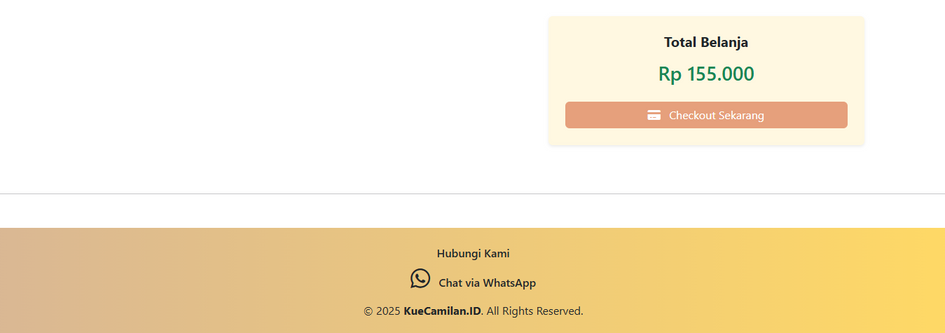 Total Belanja
Rp 155.000
Checkout Sekarang
Hubungi Kami
Chat via WhatsApp
© 2025 KueCamilan.ID. All Rights Reserved.